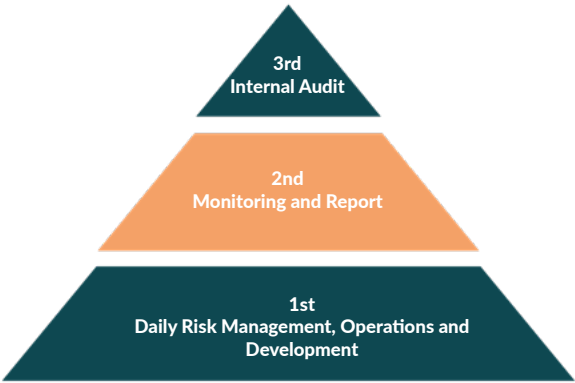 3rd
Internal Audit
2nd
Monitoring and Report
1st
Daily Risk Management, Operations and
Development